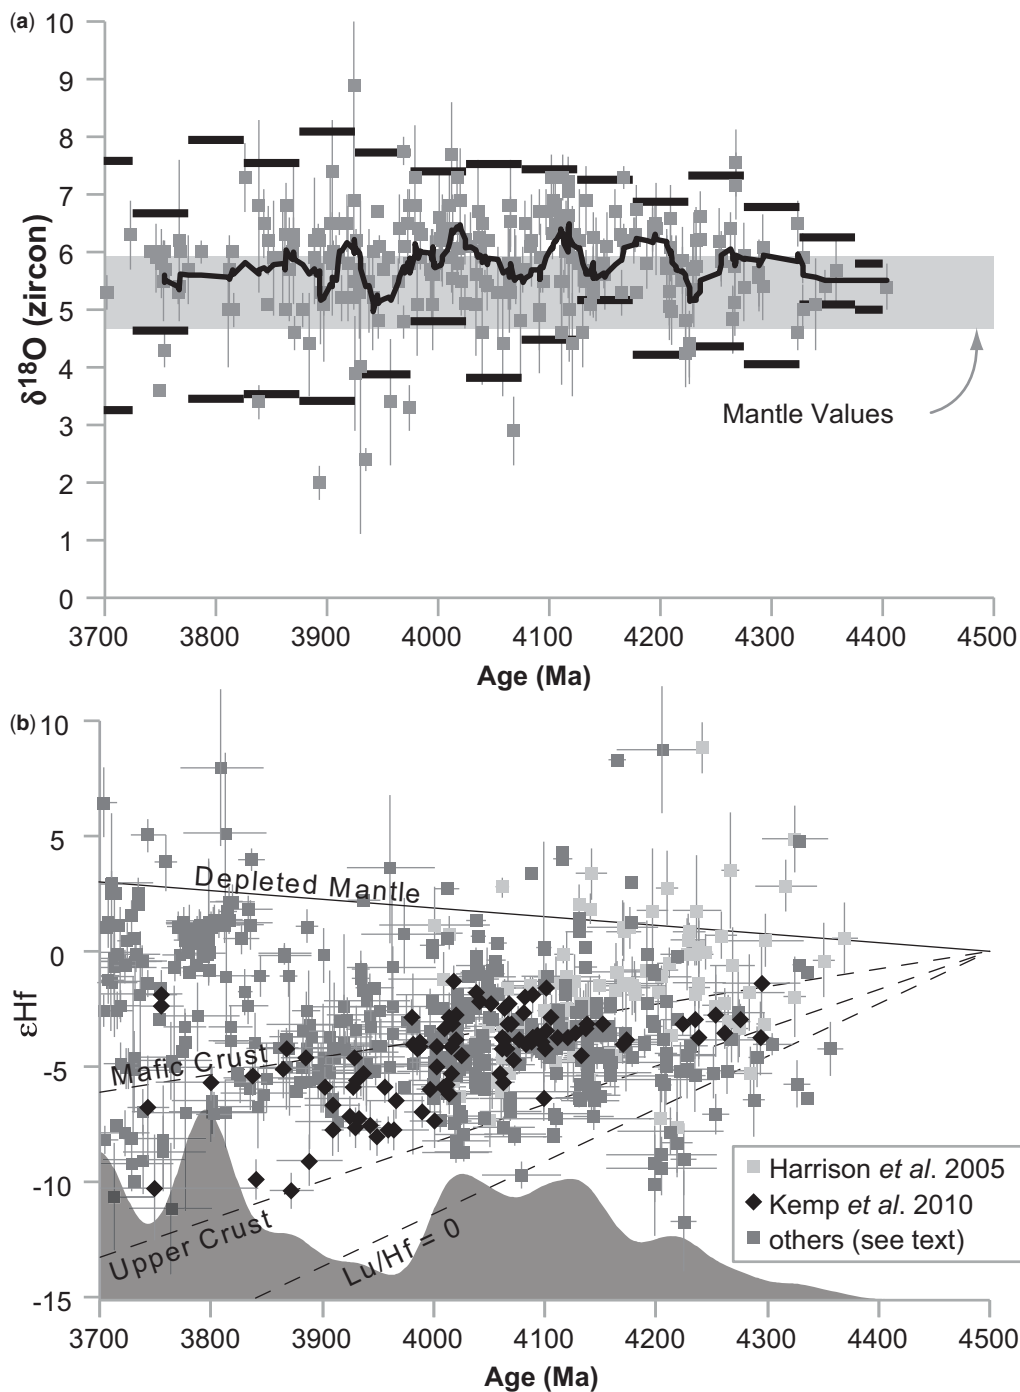 (a)
10
9
8
7
6
5
4
3
2
1
0
δ18O (zircon)
Mantle Values
3700 3800 3900 4000 4100 4200 4300 4400 4500
Age (Ma)
(b)
10
5
0
-5
-10
-15
εHf
Depleted Mantle
Mafic Crust
Upper Crust
Lu/Hf = 0
Harrison et al. 2005
Kemp et al. 2010
others (see text)
3700 3800 3900 4000 4100 4200 4300 4400 4500
Age (Ma)